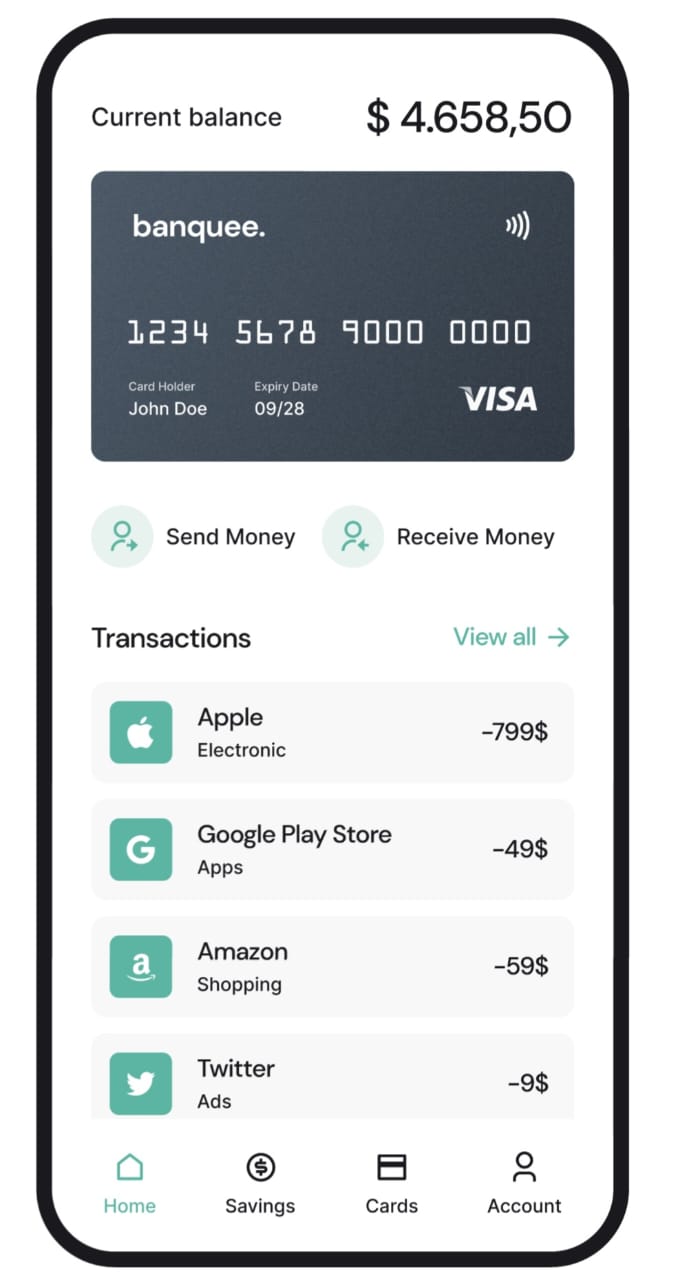 Current balance
$ 4.658,50
banquee.
1234 5678 9000 0000
Card Holder
Expiry Date
John Doe
09/28
VISA
Send Money
Receive Money
Transactions
View all
Apple
Electronic
-799$
Google Play Store
Apps
-49$
Amazon
Shopping
-59$
Twitter
Ads
-9$
Home
Savings
Cards
Account